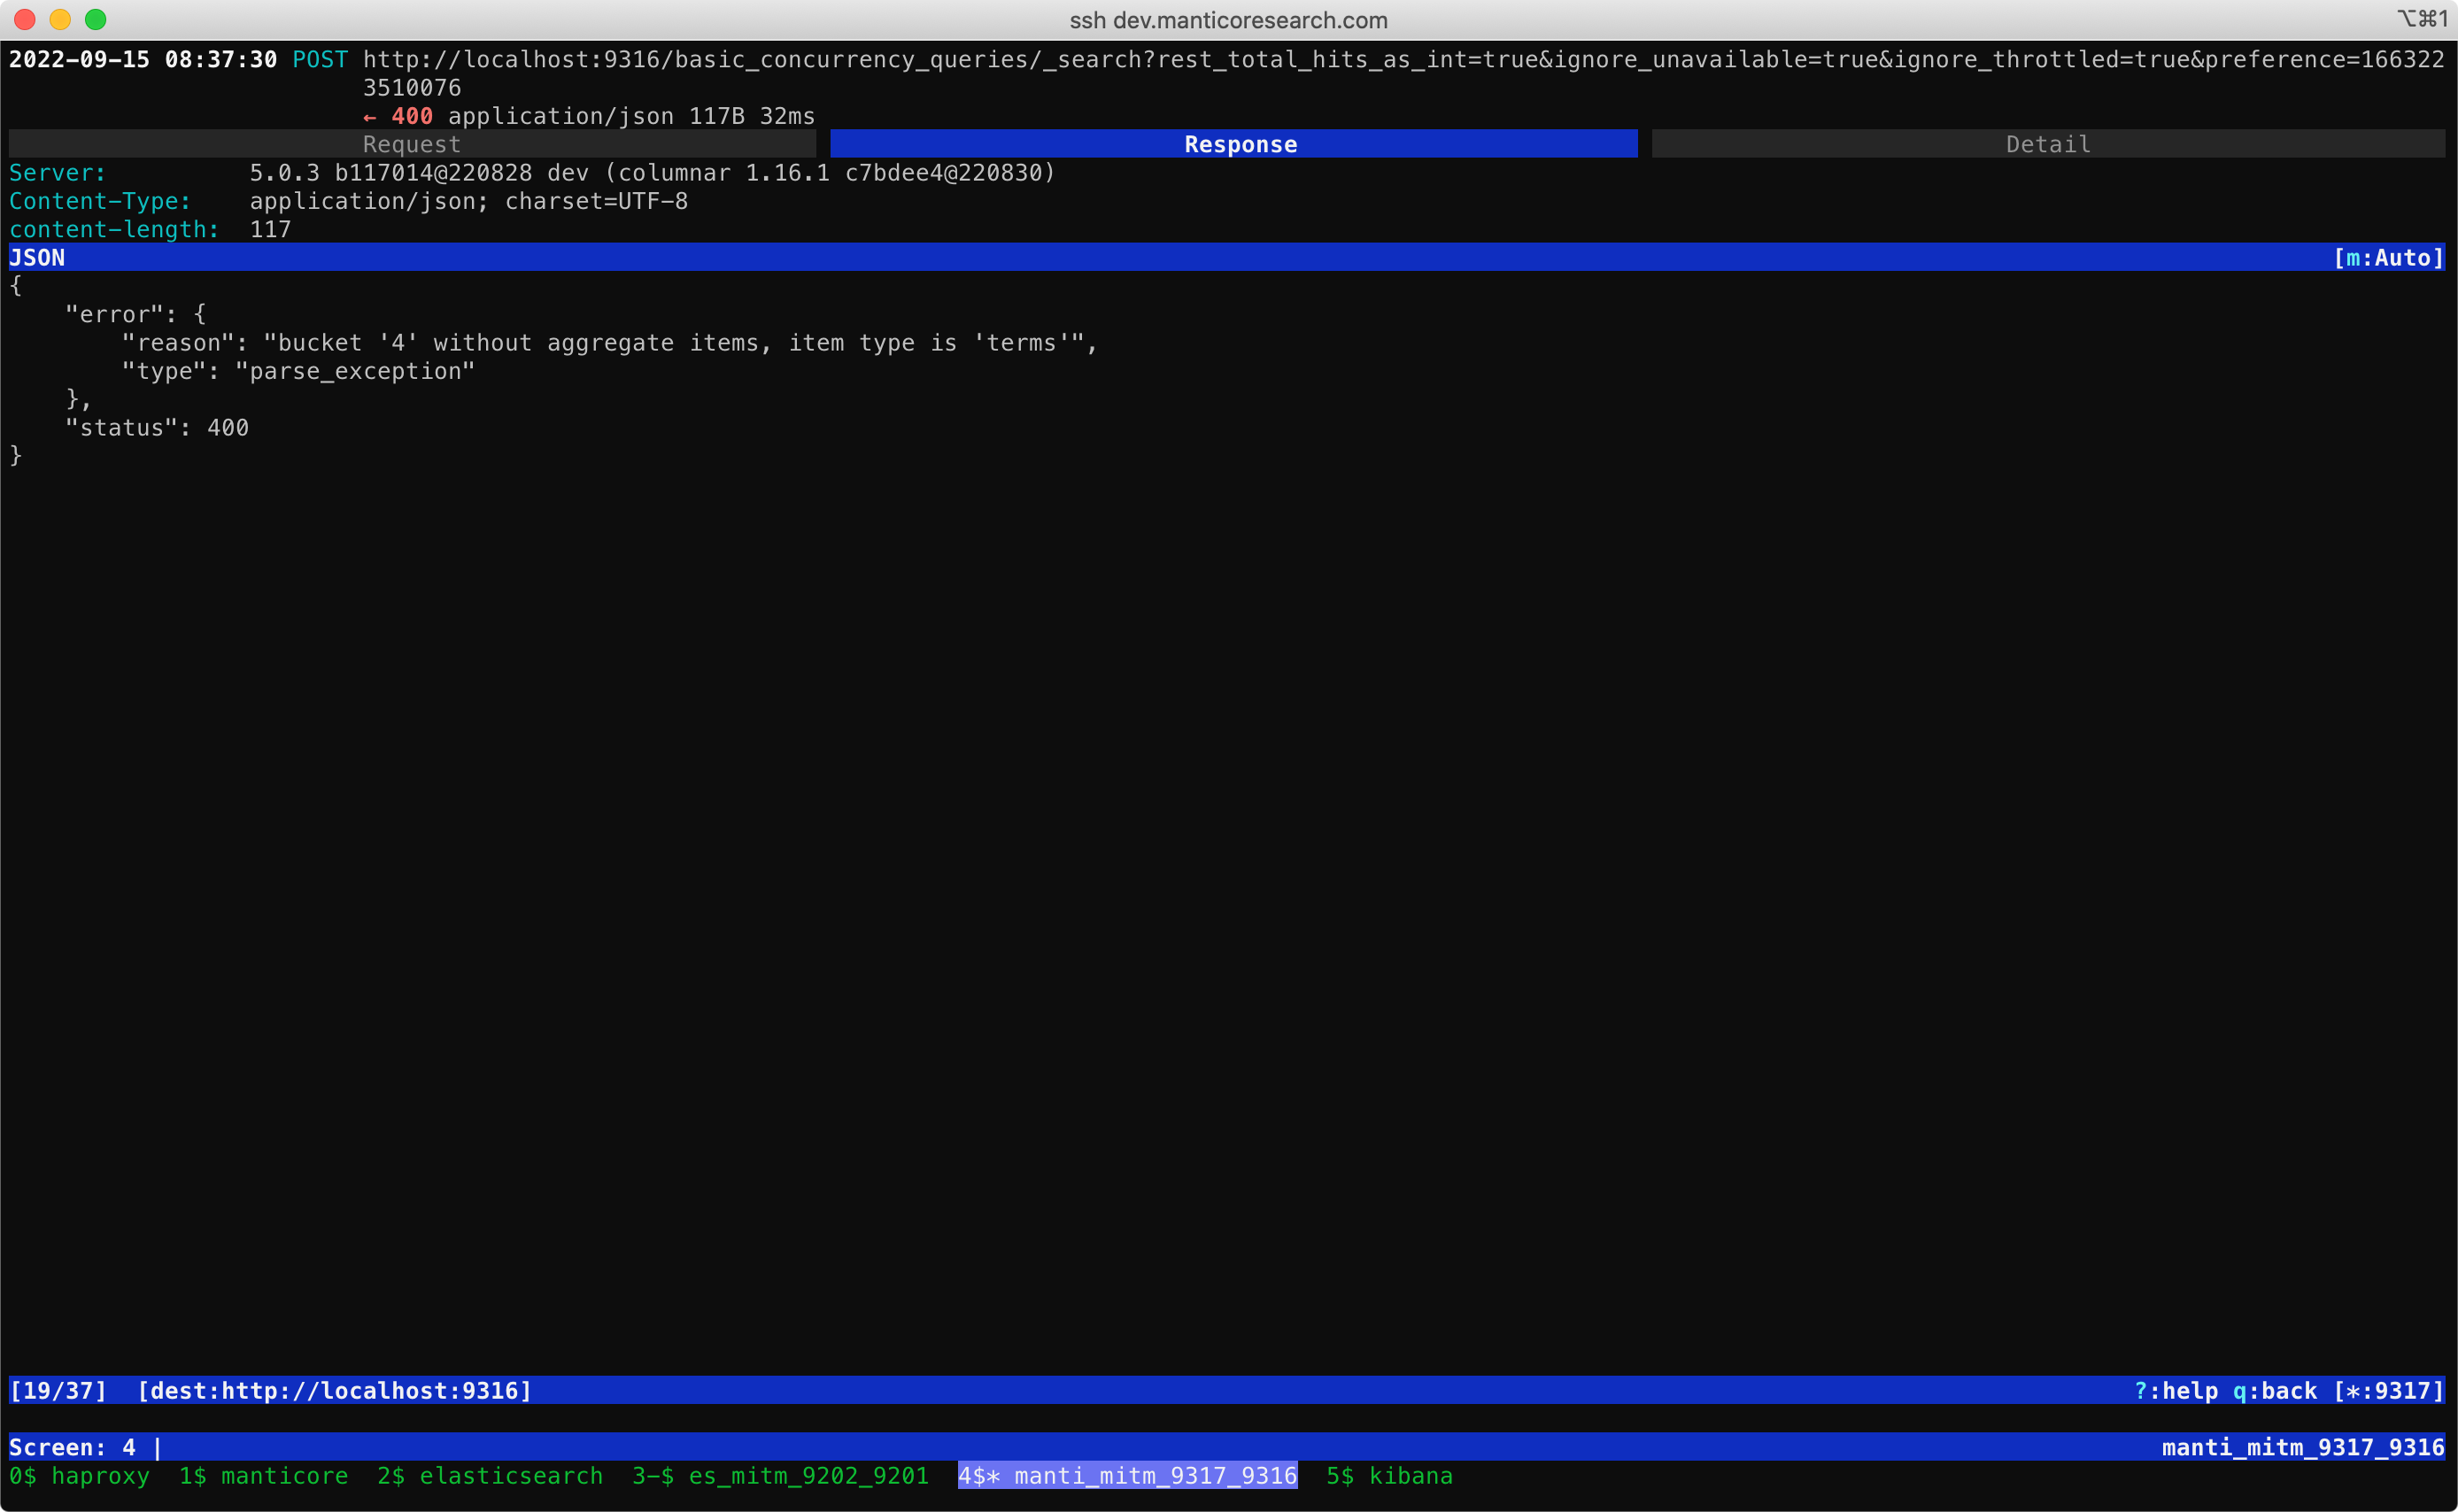 ssh dev.manticoresearch.com ⌥⌘1
2022-09-15 08:37:30 POST http://localhost:9316/basic_concurrency_queries/_search?rest_total_hits_as_int=true&ignore_unavailable=true&ignore_throttled=true&preference=166322
3510076
← 400 application/json 117B 32ms
Request Response Detail
Server: 5.0.3 b117014@220828 dev (columnar 1.16.1 c7bdee4@220830)
Content-Type: application/json; charset=UTF-8
content-length: 117
JSON [m:Auto]
{
    "error": {
        "reason": "bucket '4' without aggregate items, item type is 'terms'",
        "type": "parse_exception"
    },
    "status": 400
}
[19/37] [dest:http://localhost:9316] ?:help q:back [*:9317]
Screen: 4 | manti_mitm_9317_9316
0$ haproxy 1$ manticore 2$ elasticsearch 3-$ es_mitm_9202_9201 4$* manti_mitm_9317_9316 5$ kibana